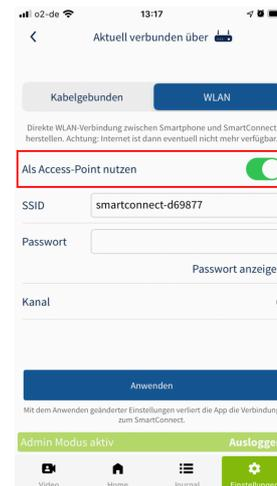 o2-de 13:17
Aktuell verbunden über
Kabelgebunden WLAN
Direkte WLAN-Verbindung zwischen Smartphone und SmartConnect
herstellen. Achtung: Internet ist dann eventuell nicht mehr verfügbar.
Als Access-Point nutzen
SSID smartconnect-d69877
Passwort
Passwort anzeige
Kanal
Anwenden
Mit dem Anwenden geänderter Einstellungen verliert die App die Verbindung
zum SmartConnect.
Admin Modus aktiv Auslogge
Video Home Journal Einstellungen